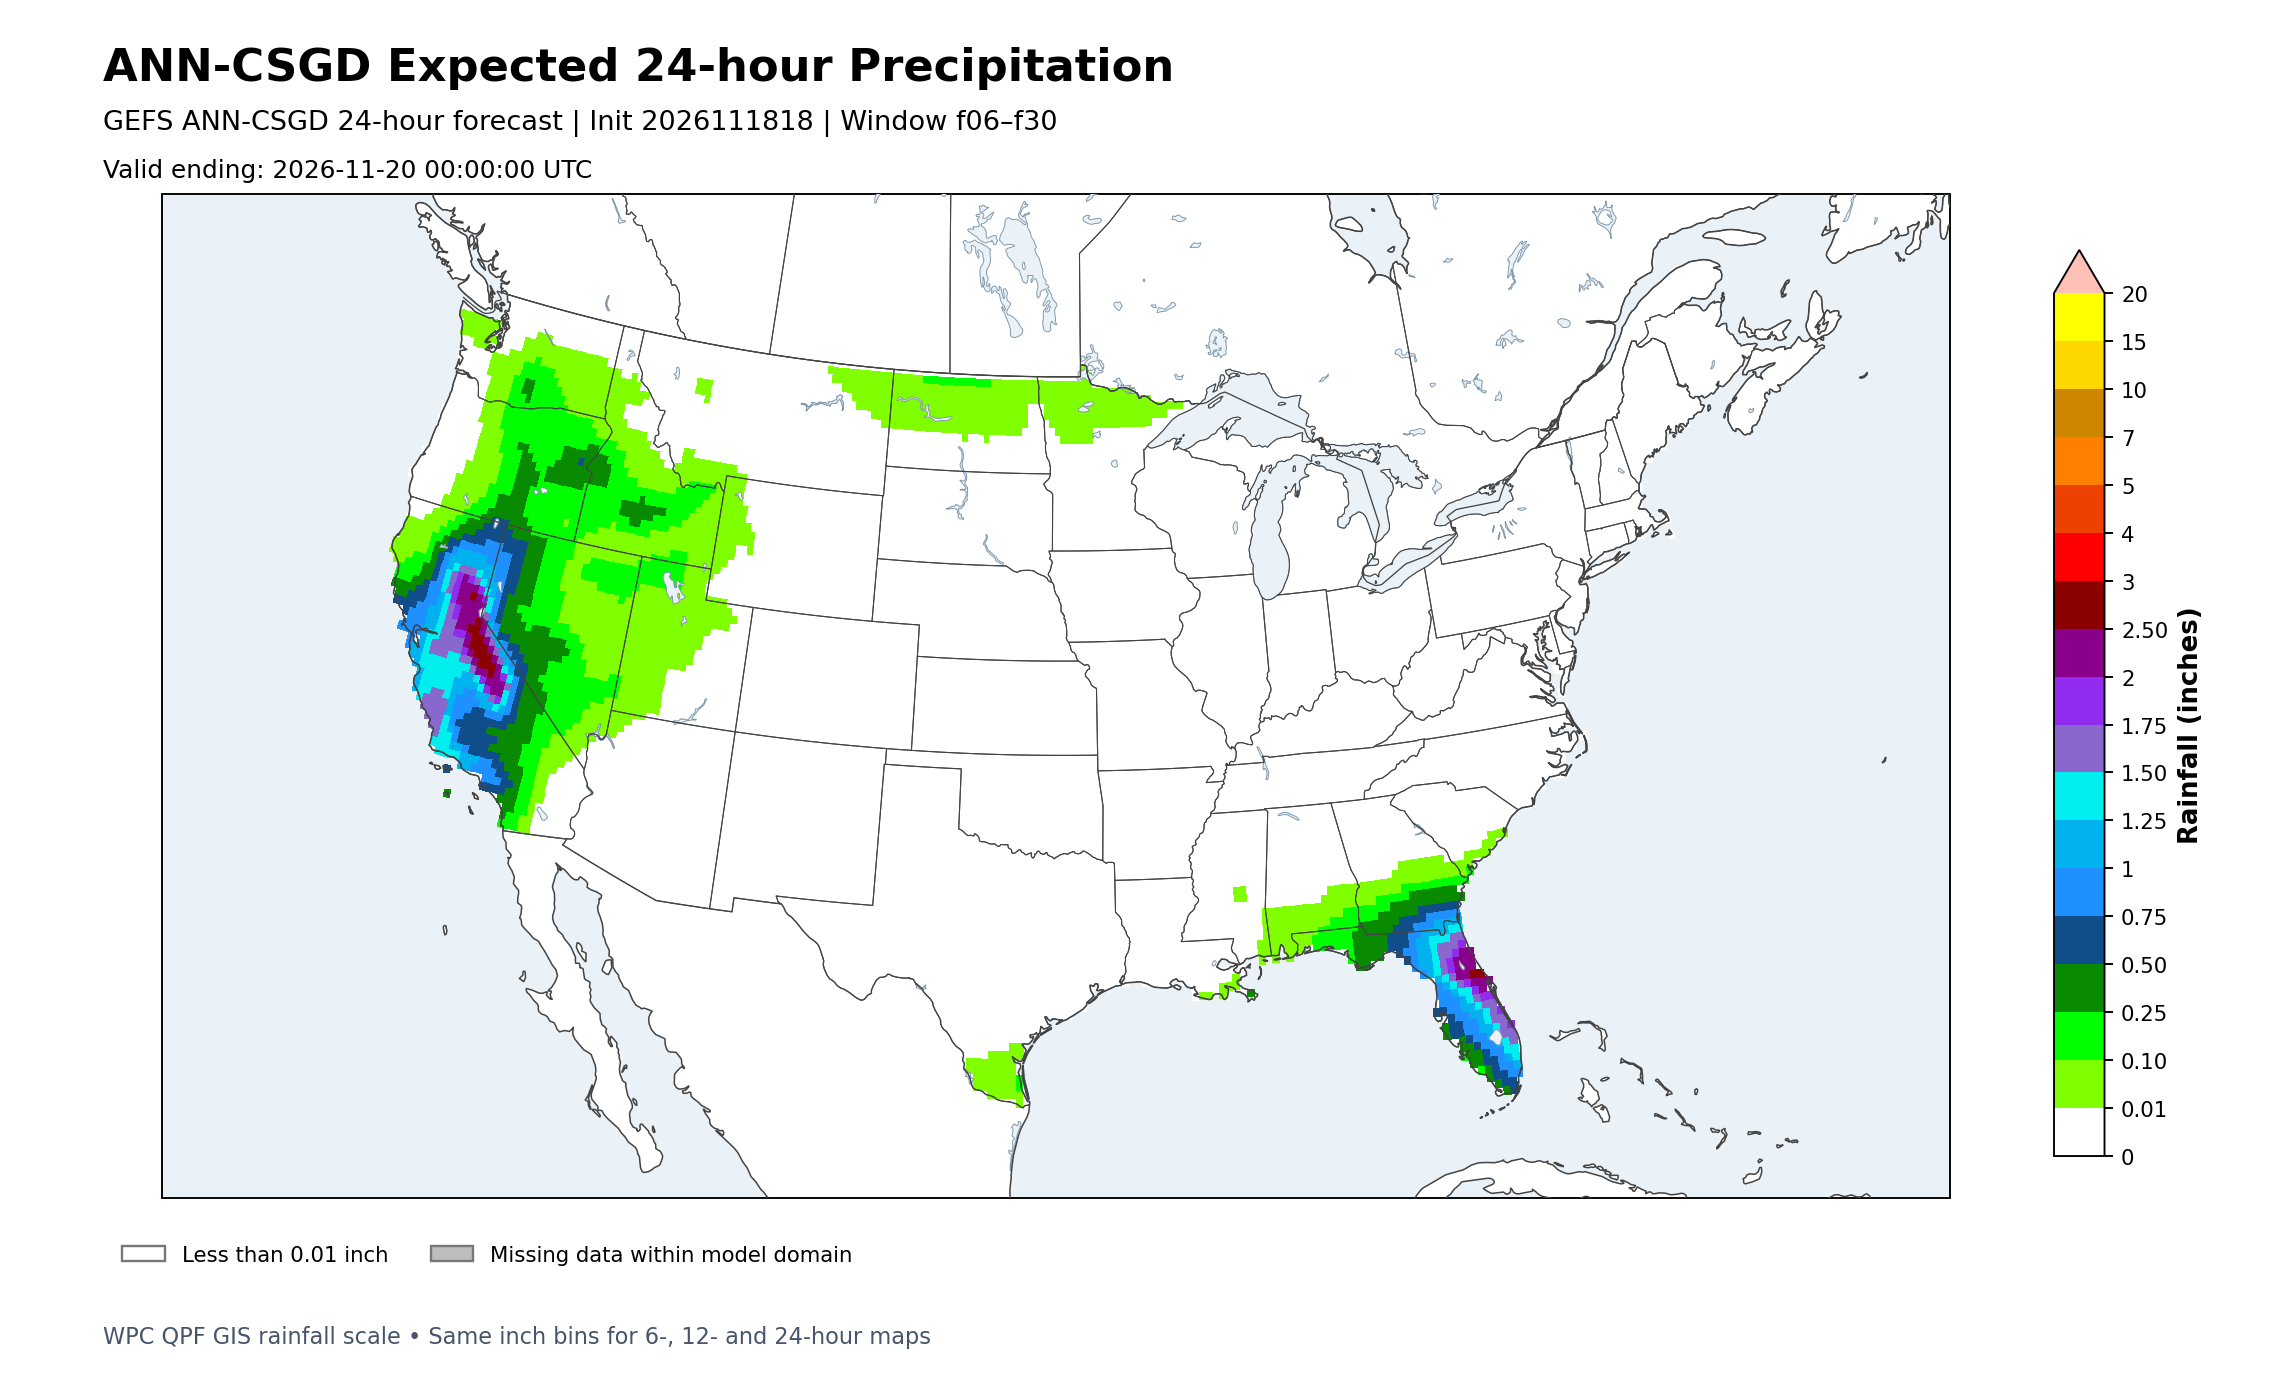 ANN-CSGD Expected 24-hour Precipitation
GEFS ANN-CSGD 24-hour forecast | Init 2026111818 | Window f06–f30
Valid ending: 2026-11-20 00:00:00 UTC
20
15
10
7
5
4
3
2.50
2
1.75
1.50
1.25
1
0.75
0.50
0.25
0.10
0.01
0
Rainfall (inches)
Less than 0.01 inch
Missing data within model domain
WPC QPF GIS rainfall scale • Same inch bins for 6-, 12- and 24-hour maps